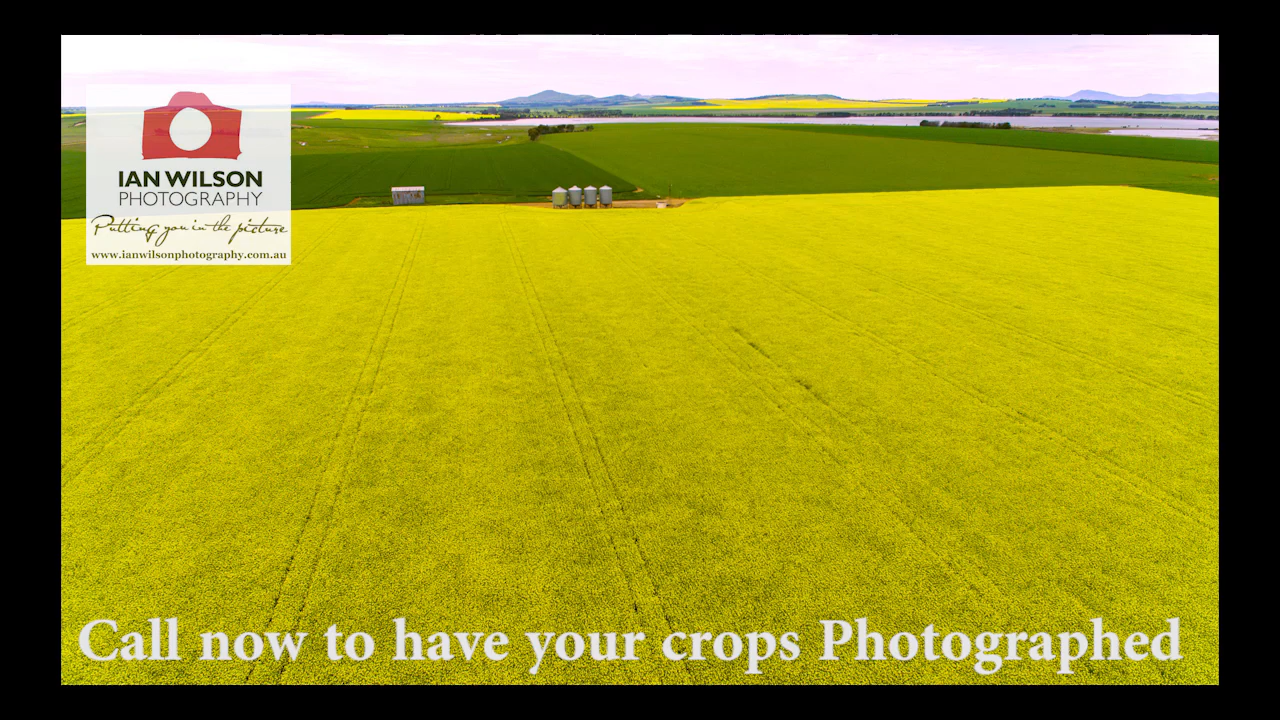 IAN WILSON
PHOTOGRAPHY
Putting you in the picture
www.ianwilsonphotography.com.au
Call now to have your crops Photographed